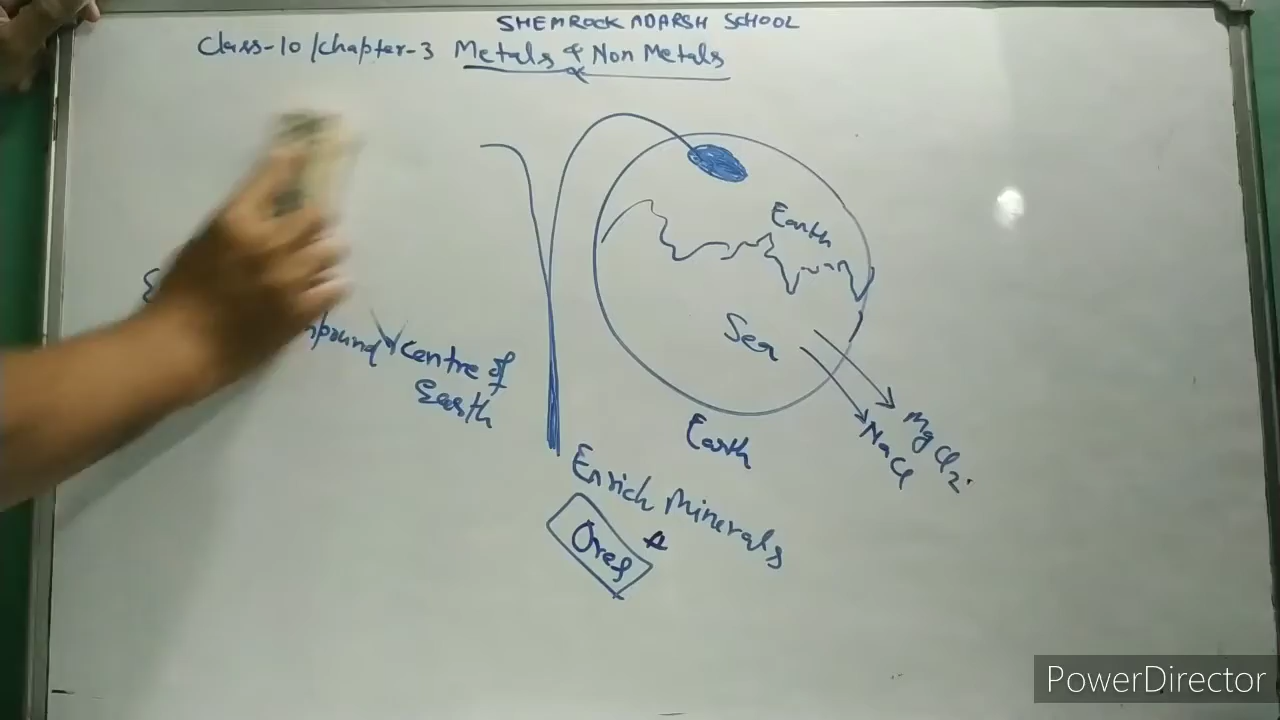 SHEMROCK ADARSH SCHOOL
Class-10/chapter-3 Metals & Non Metals
Earth
Sea
centre of
Earth
Earth
MgCl2.
NaCl
Enrich Minerals
Ores
PowerDirector